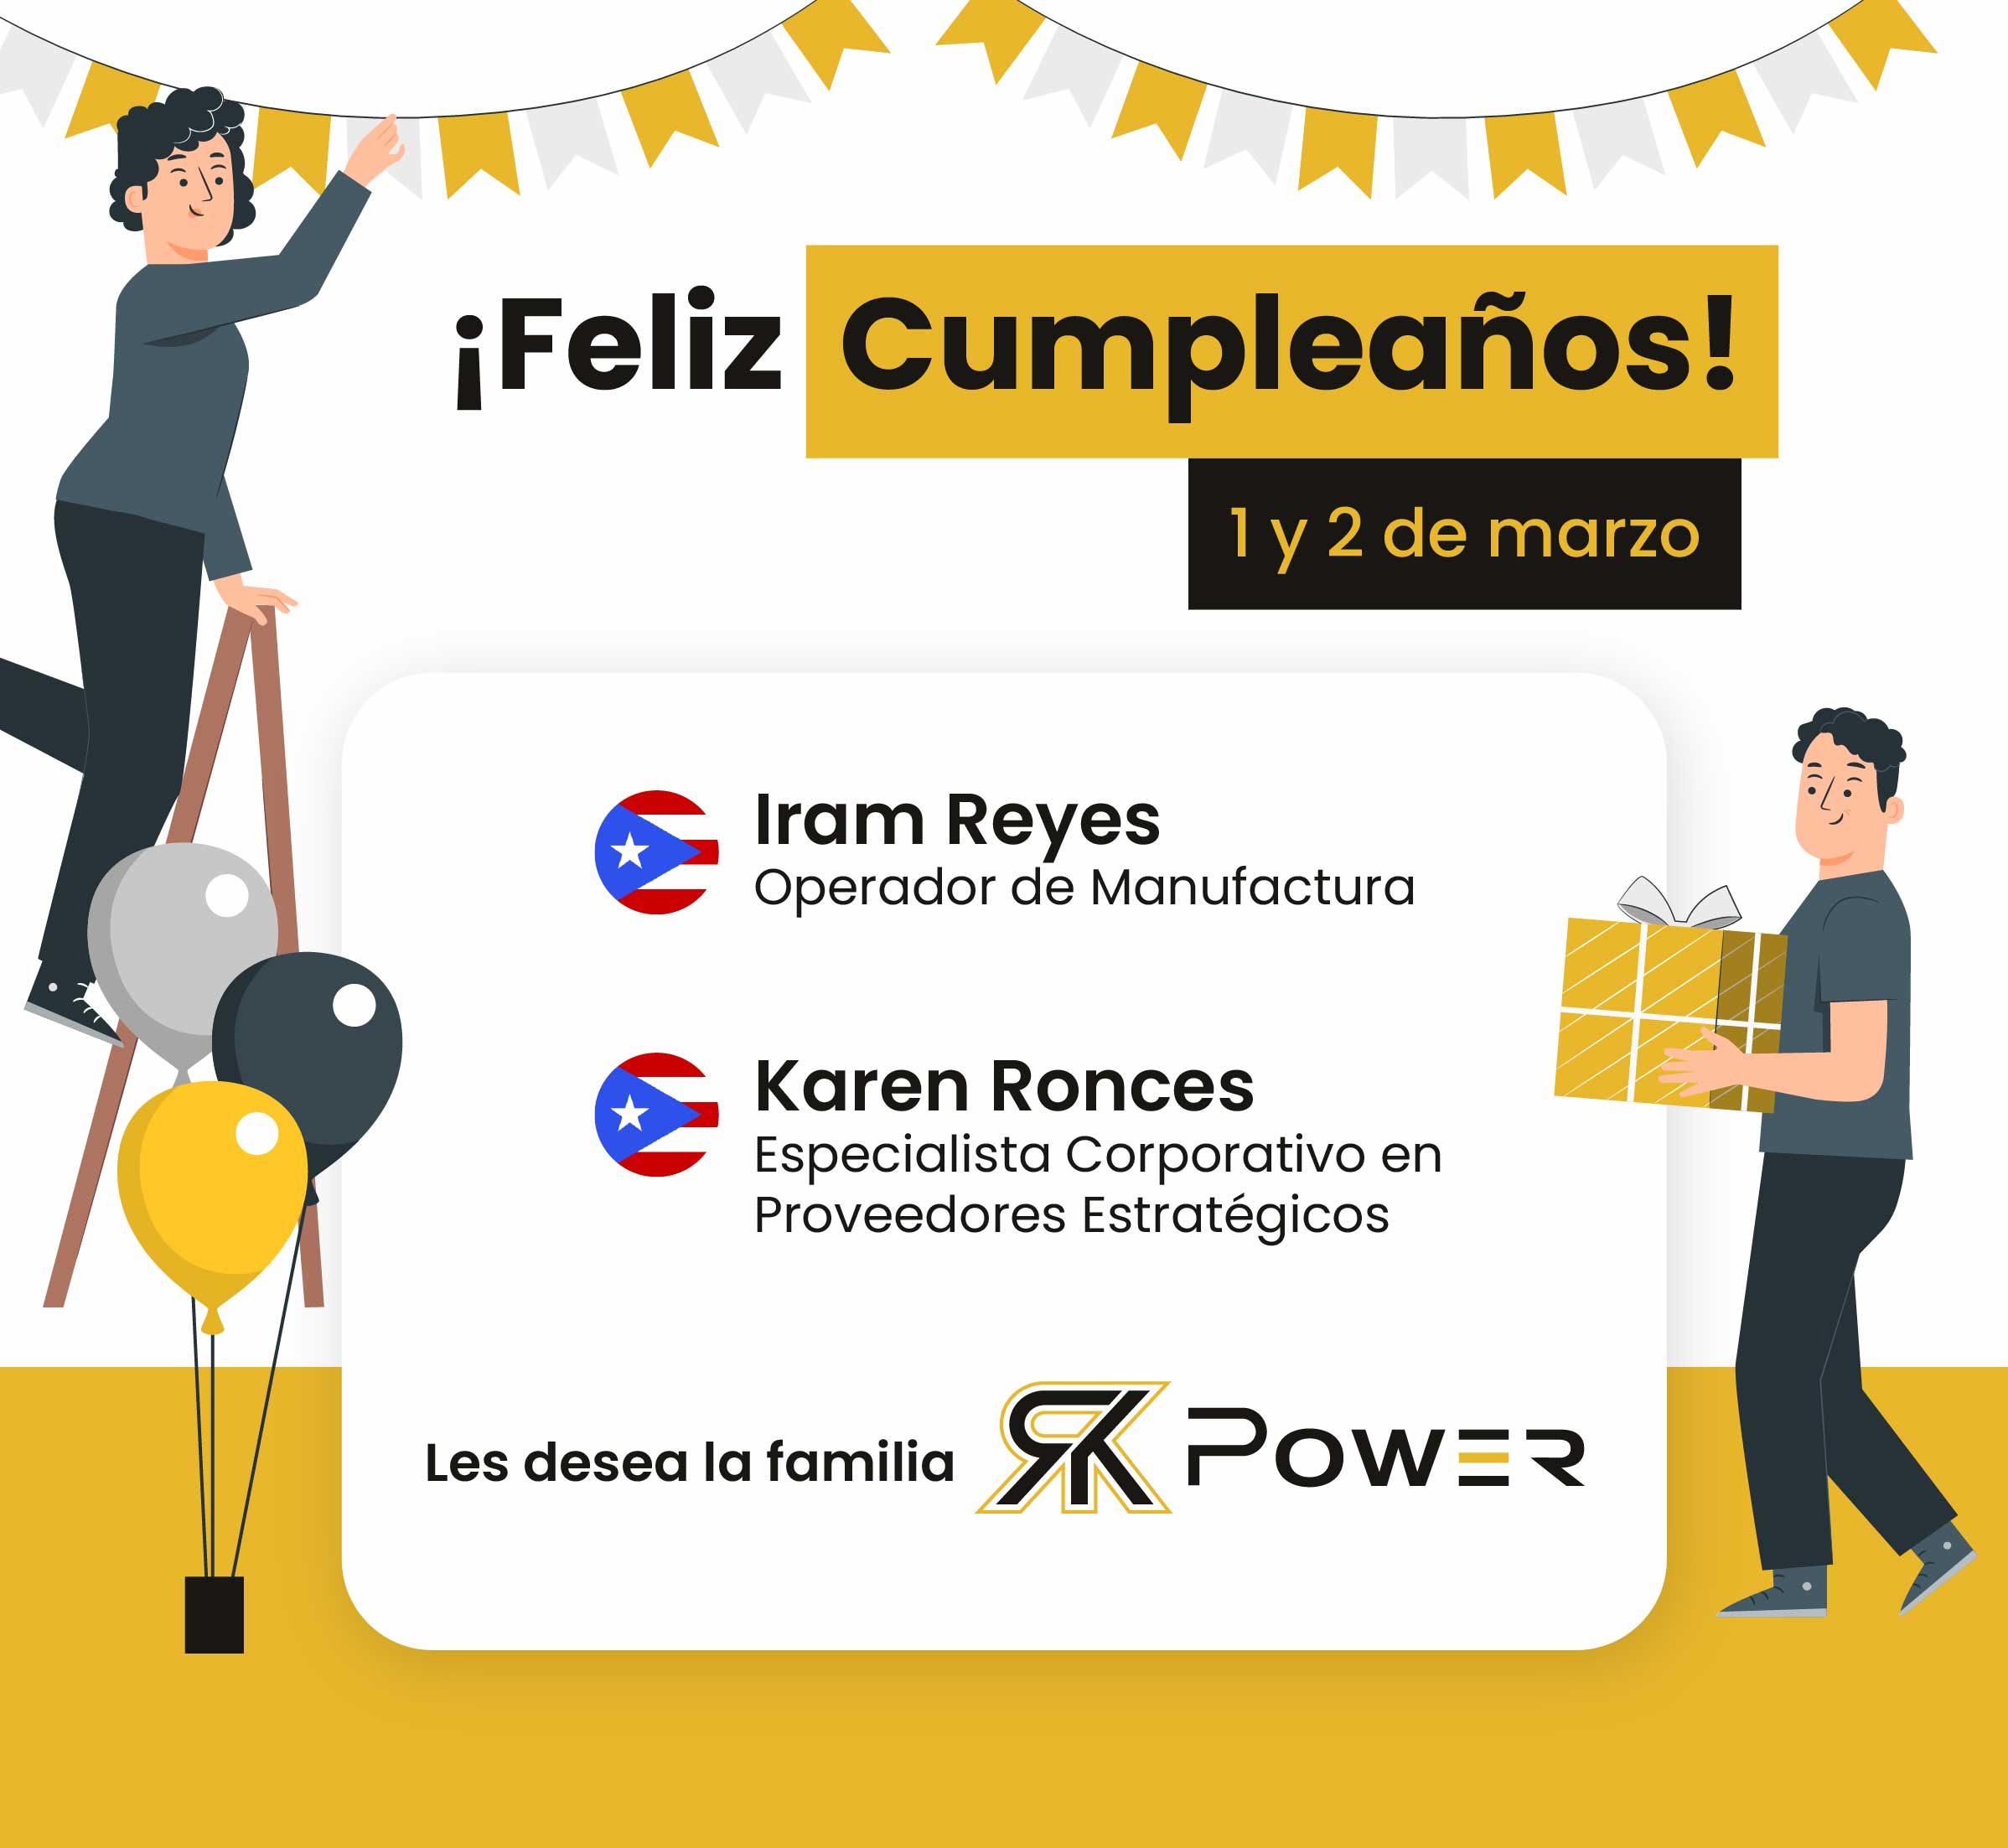 ¡Feliz Cumpleaños!
1 y 2 de marzo
Iram Reyes
Operador de Manufactura
Karen Ronces
Especialista Corporativo en
Proveedores Estratégicos
Les desea la familia RK POWER